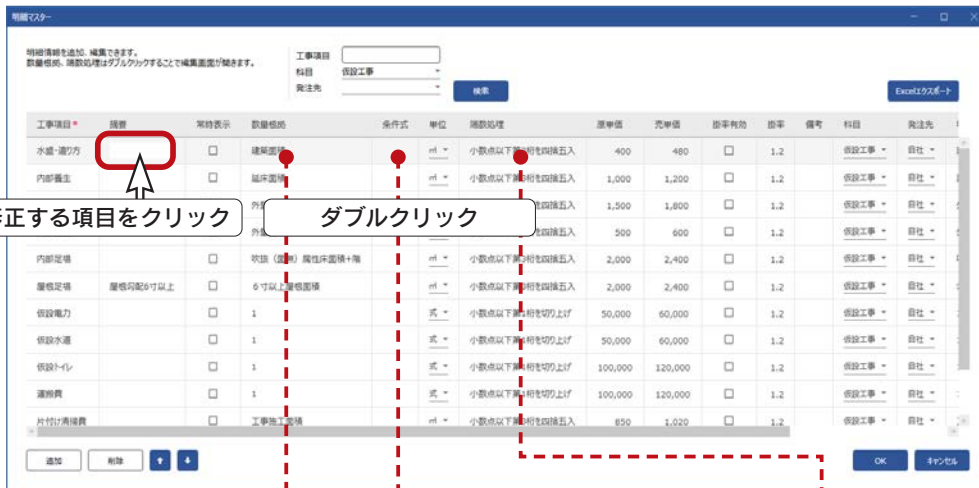 明細マスター
明細情報を追加、編集できます。
数量根拠、端数処理はダブルクリックすることで編集画面が開きます。
工事項目
科目 仮設工事
発注先
検索
Excelエクスポート
工事項目* 摘要 常時表示 数量根拠 条件式 単位 端数処理 原単価 売単価 掛率有効 掛率 備考 科目 発注先
水盛・遣り方 建築面積 ㎡ 小数点以下第3桁を四捨五入 400 480 1.2 仮設工事 自社
内部養生 延床面積 ㎡ 小数点以下第3桁を四捨五入 1,000 1,200 1.2 仮設工事 自社
修正する項目をクリック ダブルクリック
四捨五入 1,500 1,800 1.2 仮設工事 自社
四捨五入 500 600 1.2 仮設工事 自社
内部足場 吹抜（面無）属性床面積+階 ㎡ 小数点以下第3桁を四捨五入 2,000 2,400 1.2 仮設工事 自社
屋根足場 屋根勾配6寸以上 6寸以上屋根面積 ㎡ 小数点以下第3桁を四捨五入 2,000 2,400 1.2 仮設工事 自社
仮設電力 1 式 小数点以下第1桁を切り上げ 50,000 60,000 1.2 仮設工事 自社
仮設水道 1 式 小数点以下第1桁を切り上げ 50,000 60,000 1.2 仮設工事 自社
仮設トイレ 1 式 小数点以下第1桁を切り上げ 100,000 120,000 1.2 仮設工事 自社
運搬費 1 式 小数点以下第1桁を切り上げ 100,000 120,000 1.2 仮設工事 自社
片付け清掃費 工事施工面積 ㎡ 小数点以下第3桁を四捨五入 850 1,020 1.2 仮設工事 自社
追加 削除 OK キャンセル